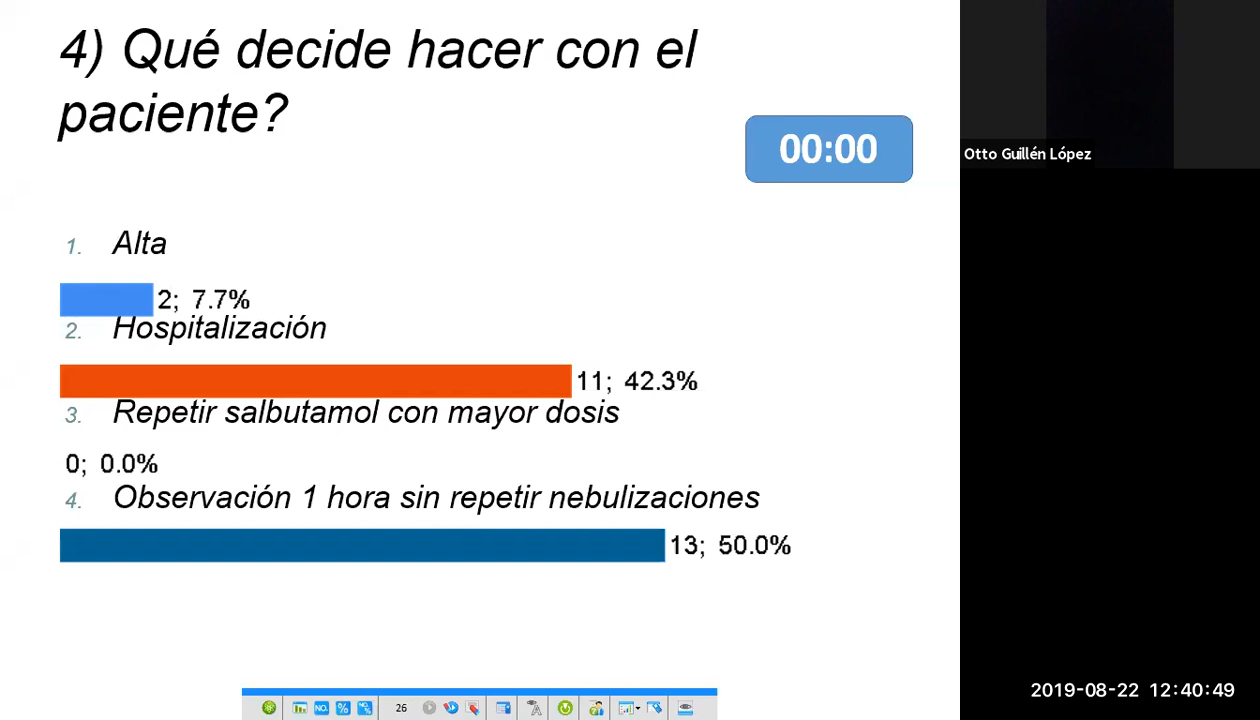 4) Qué decide hacer con el
paciente?
00:00
Otto Guillén López
1. Alta
2; 7.7%
2. Hospitalización
11; 42.3%
3. Repetir salbutamol con mayor dosis
0; 0.0%
4. Observación 1 hora sin repetir nebulizaciones
13; 50.0%
2019-08-22 12:40:49
NO. % NO. % 26